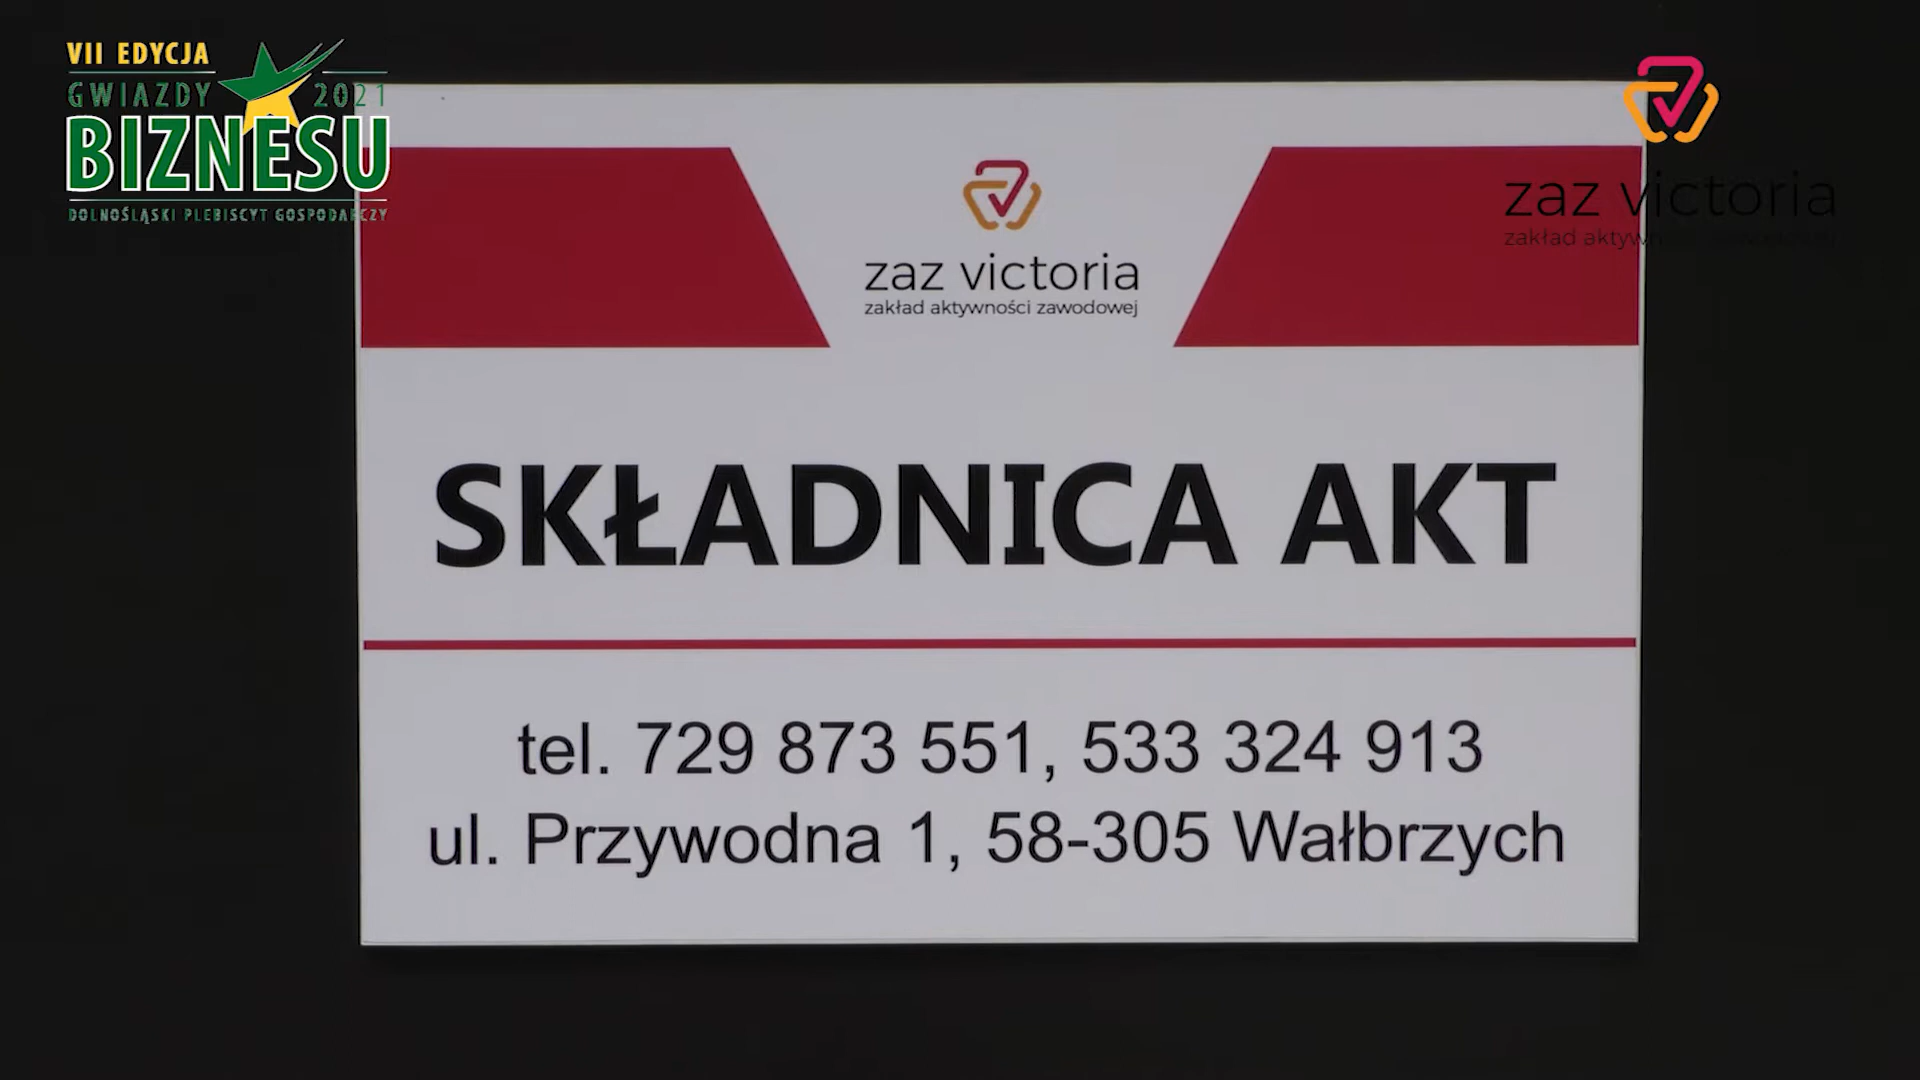 VII EDYCJA
GWIAZDY 2021
BIZNESU
DOLNOŚLĄSKI PLEBISCYT GOSPODARCZY
zaz victoria
zakład aktywności zawodowej
zaz victoria
zakład aktywności zawodowej
SKŁADNICA AKT
tel. 729 873 551, 533 324 913
ul. Przywodna 1, 58-305 Wałbrzych